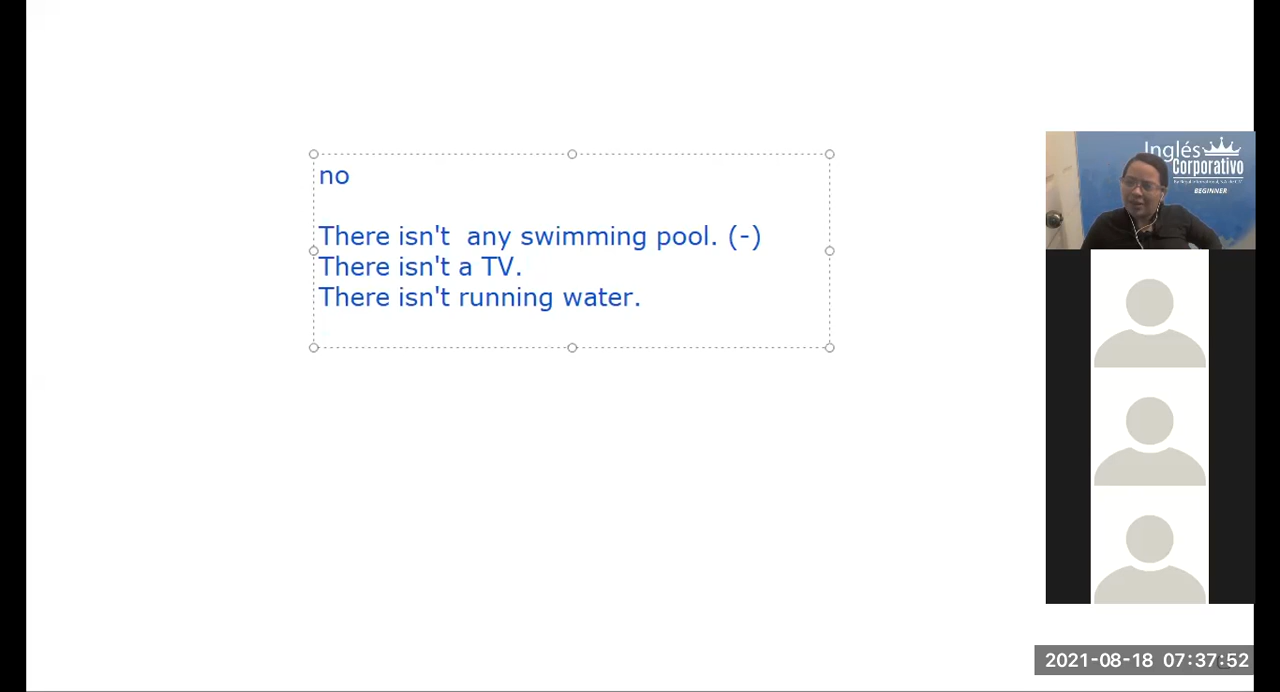 no
There isn't  any swimming pool. (-)
There isn't a TV.
There isn't running water.
Inglés
Corporativo
BEGINNER
2021-08-18 07:37:52